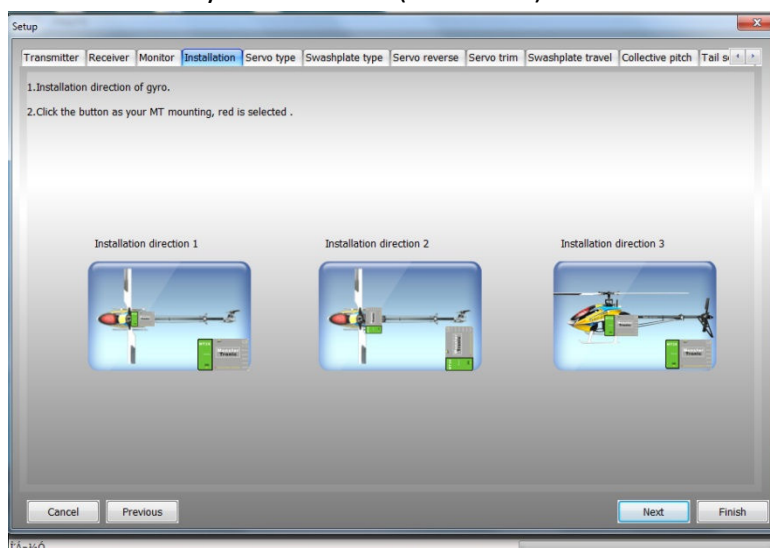 Setup
Transmitter Receiver Monitor Installation Servo type Swashplate type Servo reverse Servo trim Swashplate travel Collective pitch Tail s
1.Installation direction of gyro.
2.Click the button as your MT mounting, red is selected .
Installation direction 1 Installation direction 2 Installation direction 3
Cancel Previous Next Finish